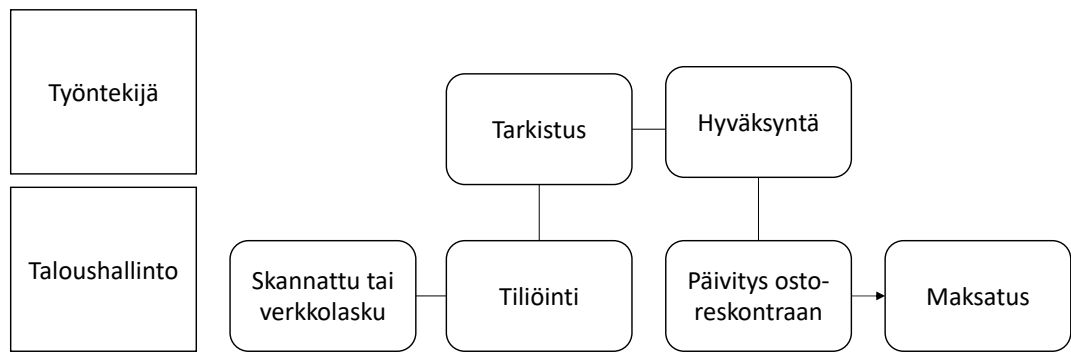 Työntekijä
Tarkistus
Hyväksyntä
Taloushallinto
Skannattu tai
verkkolasku
Tiliöinti
Päivitys osto-
reskontraan
Maksatus